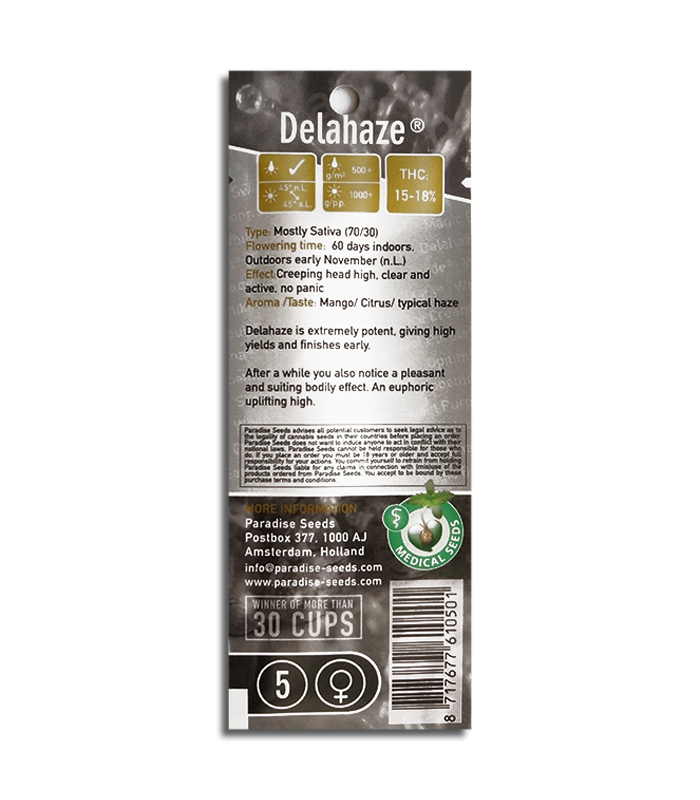 Delahaze ®
45° n.L.
45° s.L.
g/m² 500+
g/p.p. 1000+
THC:
15-18%
Type: Mostly Sativa (70/30)
Flowering time: 60 days indoors.
Outdoors early November (n.L.)
Effect:Creeping head high, clear and
active, no panic
Aroma /Taste: Mango/ Citrus/ typical haze
Delahaze is extremely potent, giving high
yields and finishes early.
After a while you also notice a pleasant
and suiting bodily effect. An euphoric
uplifting high.
Paradise Seeds advises all potential customers to seek legal advice as to
the legality of cannabis seeds in their countries before placing an order.
Paradise Seeds does not want to induce anyone to act in conflict with their
national laws. Paradise Seeds cannot be held responsible for those who
do. If you place an order you must be 18 years or older and accept full
responsibility for your actions. You commit yourself to refrain from holding
Paradise Seeds liable for any claims in connection with (mis)use of the
products ordered from Paradise Seeds. You accept to be bound by these
purchase terms and conditions.
MORE INFORMATION
Paradise Seeds
Postbox 377, 1000 AJ
Amsterdam, Holland
info@paradise-seeds.com
www.paradise-seeds.com
MEDICAL SEEDS
WINNER OF MORE THAN
30 CUPS
5
8 717677 610501